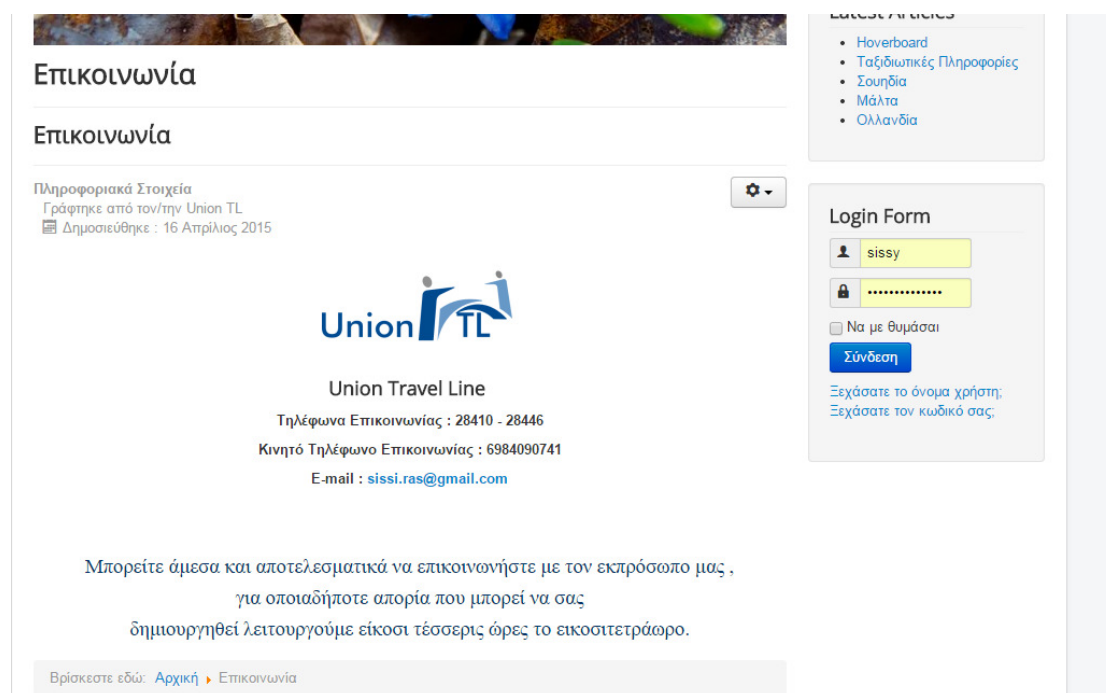 Επικοινωνία
Επικοινωνία
Πληροφοριακά Στοιχεία
Γράφτηκε από τον/την Union TL
Δημοσιεύθηκε : 16 Απρίλιος 2015
Union TL
Union Travel Line
Τηλέφωνα Επικοινωνίας : 28410 - 28446
Κινητό Τηλέφωνο Επικοινωνίας : 6984090741
E-mail : sissi.ras@gmail.com
Μπορείτε άμεσα και αποτελεσματικά να επικοινωνήστε με τον εκπρόσωπο μας ,
για οποιαδήποτε απορία που μπορεί να σας
δημιουργηθεί λειτουργούμε είκοσι τέσσερις ώρες το εικοσιτετράωρο.
Βρίσκεστε εδώ: Αρχική Επικοινωνία
Latest Articles
Hoverboard
Ταξιδιωτικές Πληροφορίες
Σουηδία
Μάλτα
Ολλανδία
Login Form
sissy
••••••••••••••
Να με θυμάσαι
Σύνδεση
Ξεχάσατε το όνομα χρήστη;
Ξεχάσατε τον κωδικό σας;